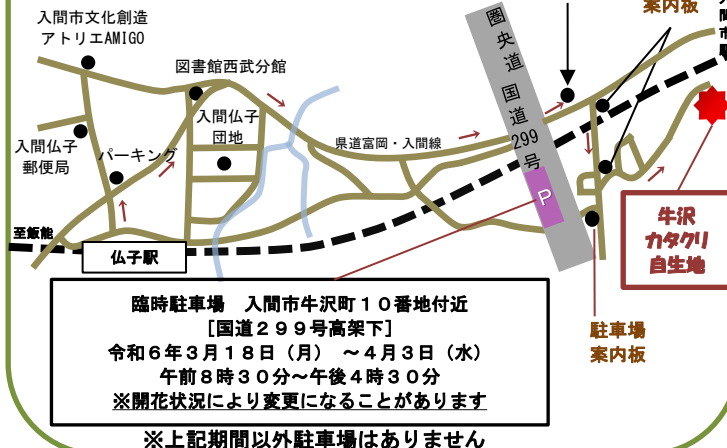 案内板
入間市文化創造
アトリエAMIGO
図書館西武分館
圏央道 国道299号
入間仏子
団地
入間仏子
郵便局
パーキング
県道富岡・入間線
P
至飯能
仏子駅
牛沢
カタクリ
自生地
駐車場
案内板
臨時駐車場　入間市牛沢町１０番地付近
[国道２９９号高架下]
令和６年３月１８日（月）　～４月３日（水）
午前８時３０分～午後４時３０分
※開花状況により変更になることがあります
※上記期間以外駐車場はありません